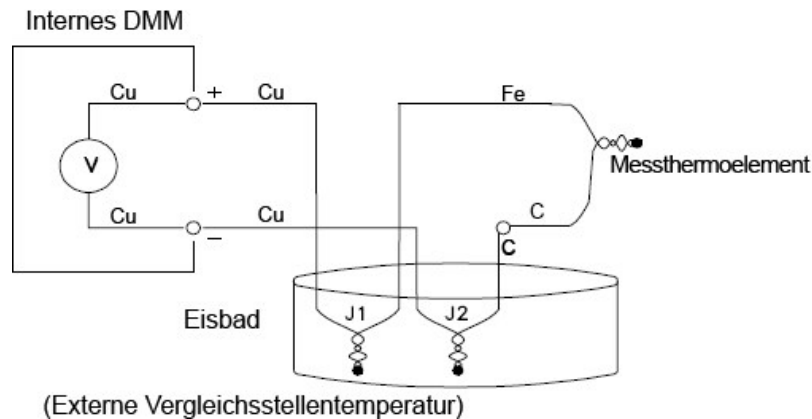 Internes DMM
Cu
+
Cu
Fe
V
Messthermoelement
Cu
−
Cu
C
C
Eisbad
J1
J2
(Externe Vergleichsstellentemperatur)